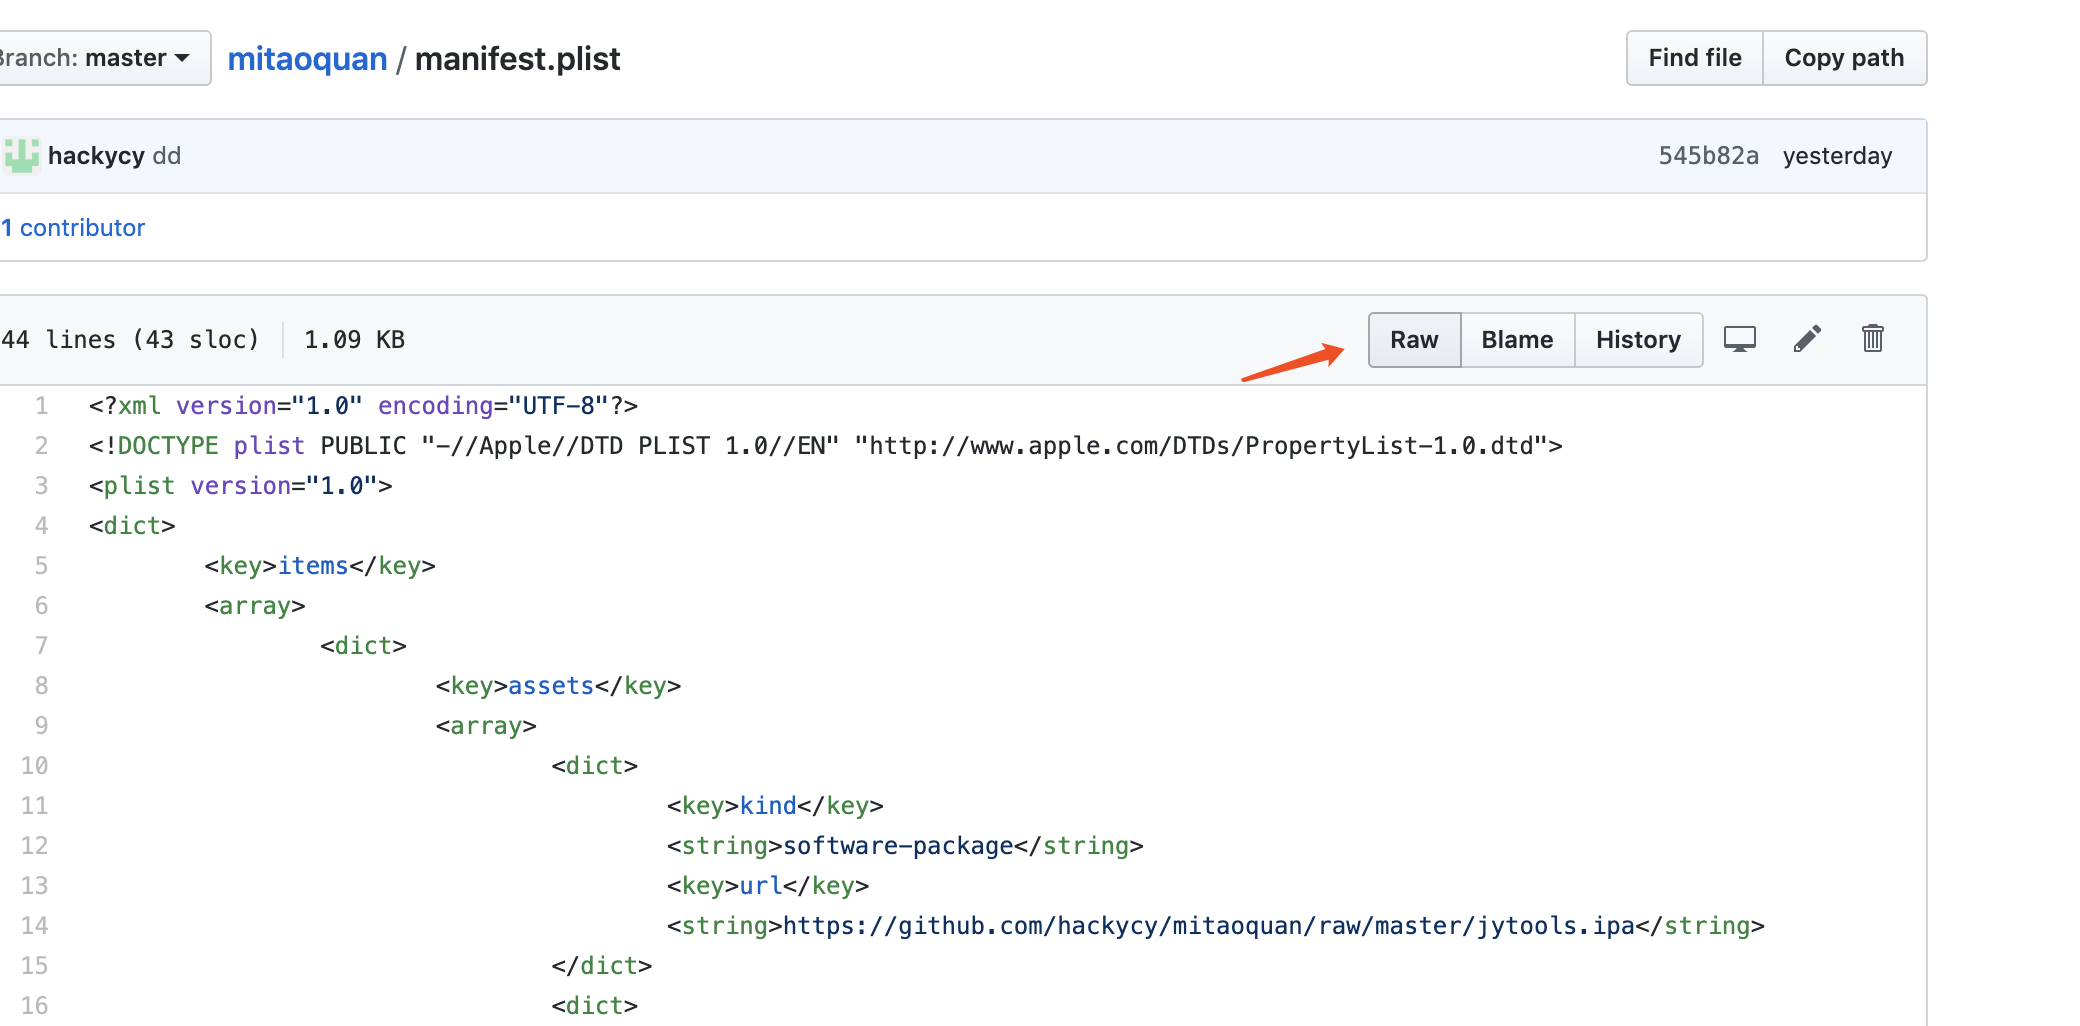 Branch: master mitaoquan / manifest.plist Find file Copy path
hackycy dd 545b82a yesterday
1 contributor
44 lines (43 sloc) 1.09 KB Raw Blame History
1 <?xml version="1.0" encoding="UTF-8"?>
2 <!DOCTYPE plist PUBLIC "-//Apple//DTD PLIST 1.0//EN" "http://www.apple.com/DTDs/PropertyList-1.0.dtd">
3 <plist version="1.0">
4 <dict>
5 <key>items</key>
6 <array>
7 <dict>
8 <key>assets</key>
9 <array>
10 <dict>
11 <key>kind</key>
12 <string>software-package</string>
13 <key>url</key>
14 <string>https://github.com/hackycy/mitaoquan/raw/master/jytools.ipa</string>
15 </dict>
16 <dict>